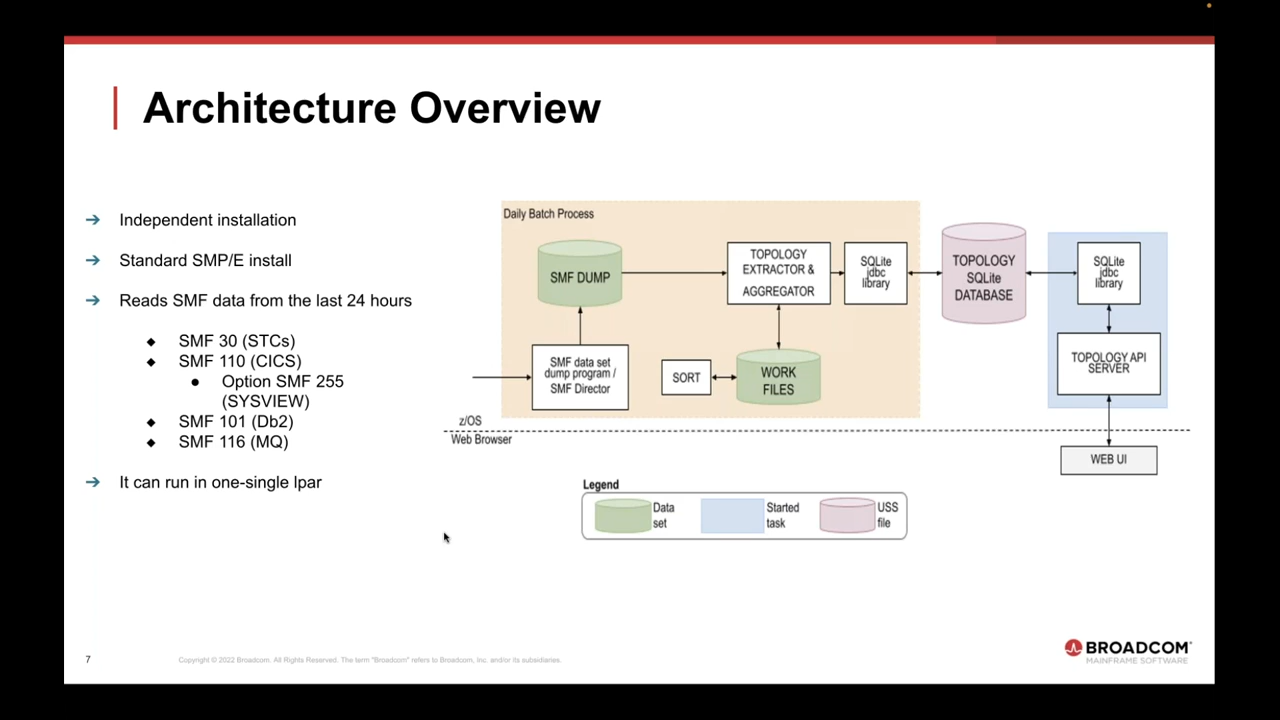 Architecture Overview
Independent installation
Standard SMP/E install
Reads SMF data from the last 24 hours
SMF 30 (STCs)
SMF 110 (CICS)
Option SMF 255
(SYSVIEW)
SMF 101 (Db2)
SMF 116 (MQ)
It can run in one-single lpar
Daily Batch Process
SMF DUMP
TOPOLOGY
EXTRACTOR &
AGGREGATOR
SQLite
jdbc
library
TOPOLOGY
SQLite
DATABASE
SQLite
jdbc
library
SMF data set
dump program /
SMF Director
SORT
WORK
FILES
TOPOLOGY API
SERVER
z/OS
Web Browser
WEB UI
Legend
Data
set
Started
task
USS
file
7
Copyright © 2022 Broadcom. All Rights Reserved. The term "Broadcom" refers to Broadcom, Inc. and/or its subsidiaries.
BROADCOM
MAINFRAME SOFTWARE